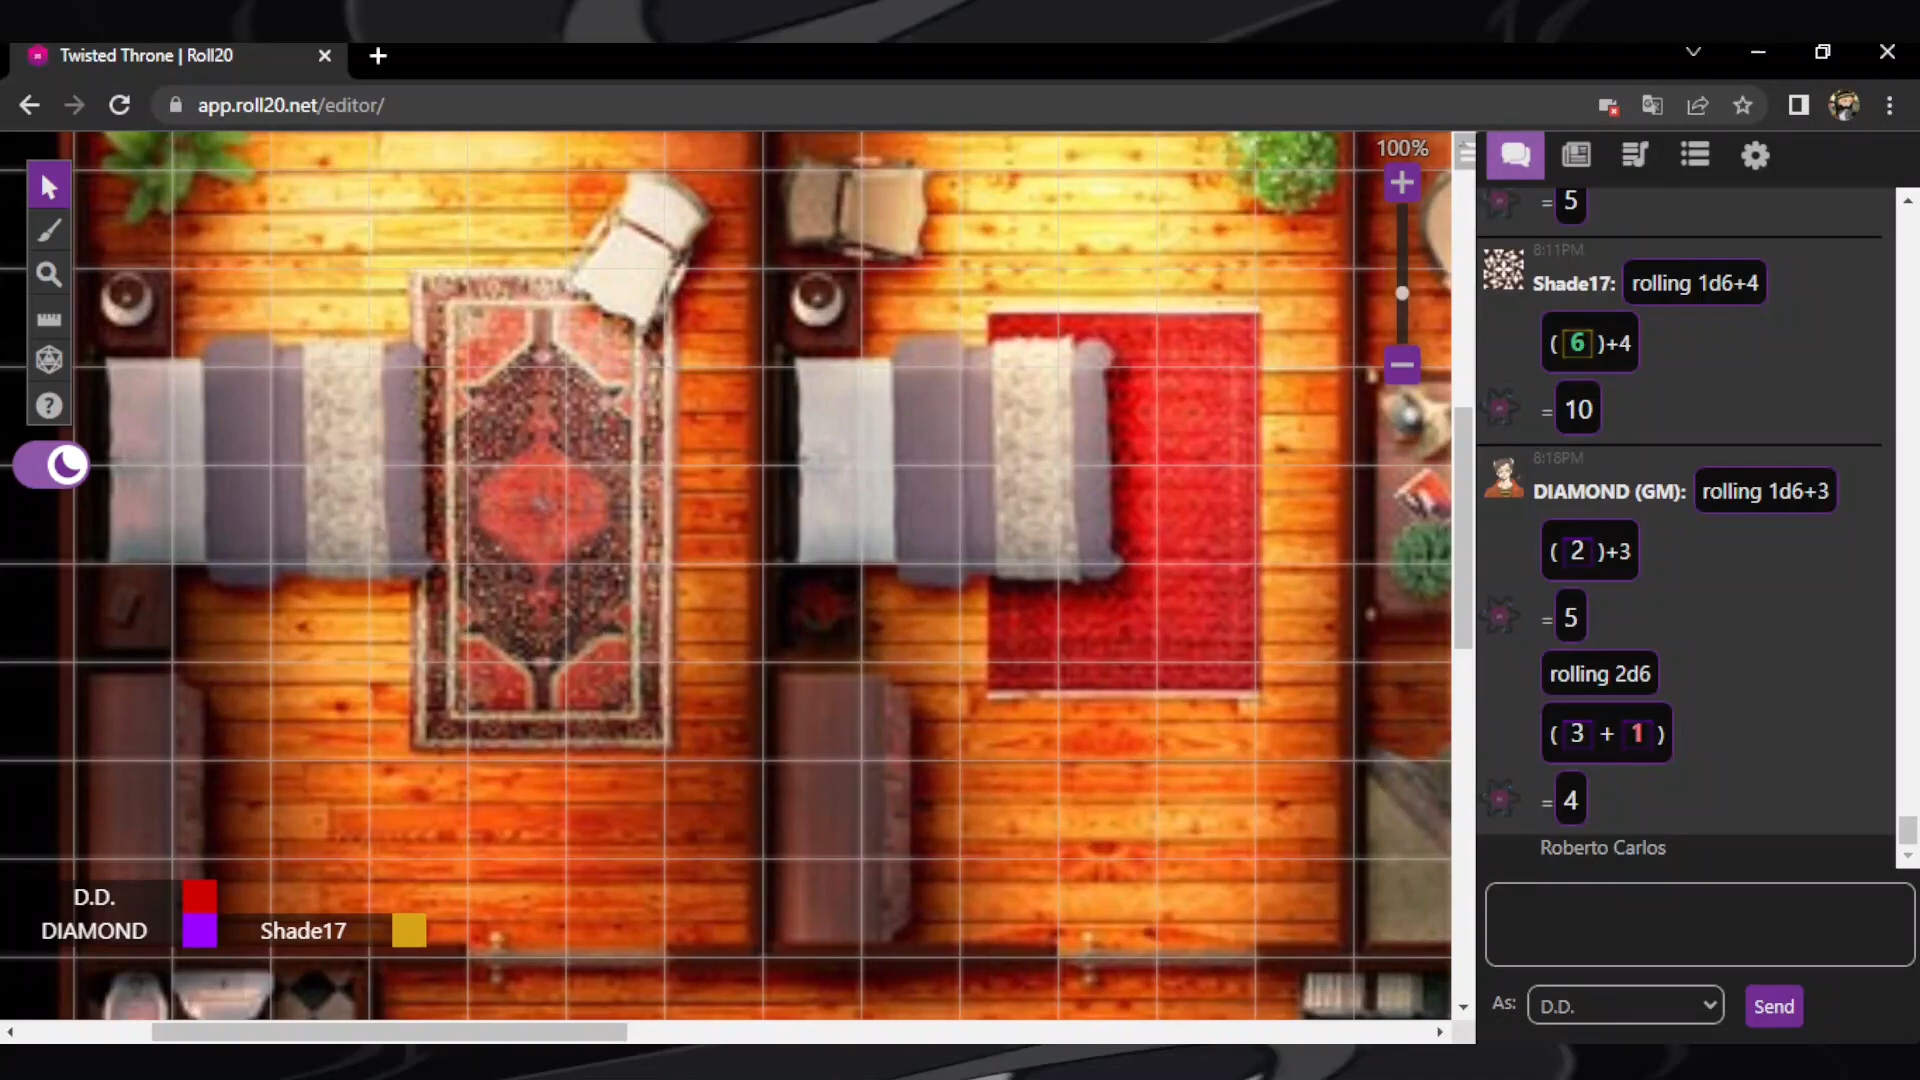 Twisted Throne | Roll20
app.roll20.net/editor/
100%
= 5
8:11PM
Shade17: rolling 1d6+4
( 6 )+4
= 10
8:18PM
DIAMOND (GM): rolling 1d6+3
( 2 )+3
= 5
rolling 2d6
( 3 + 1 )
= 4
Roberto Carlos
D.D.
DIAMOND Shade17
As: D.D. Send